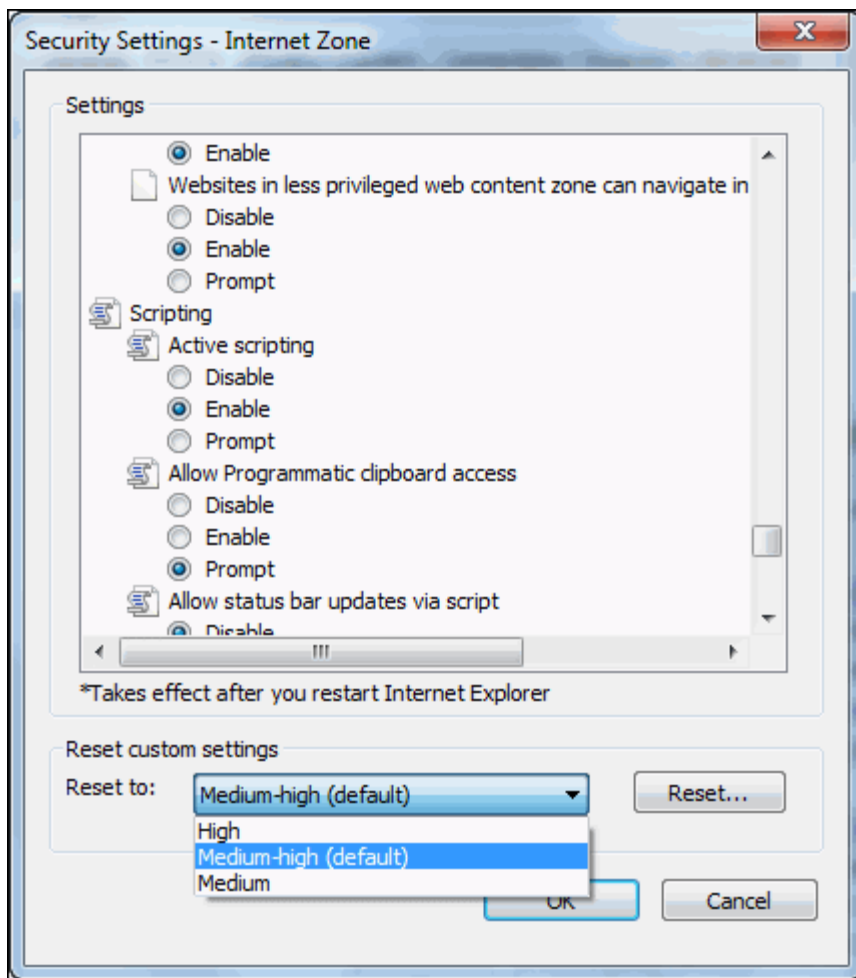 Security Settings - Internet Zone
Settings
Enable
Websites in less privileged web content zone can navigate in
Disable
Enable
Prompt
Scripting
Active scripting
Disable
Enable
Prompt
Allow Programmatic clipboard access
Disable
Enable
Prompt
Allow status bar updates via script
Disable
*Takes effect after you restart Internet Explorer
Reset custom settings
Reset to:
Medium-high (default)
Reset...
High
Medium-high (default)
Medium
OK
Cancel